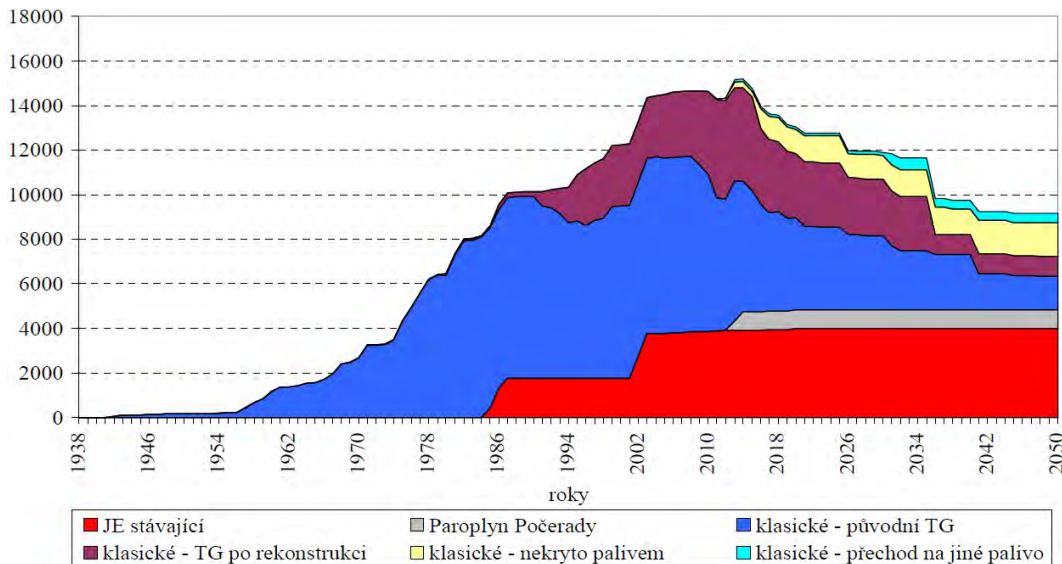 18000
16000
14000
12000
10000
8000
6000
4000
2000
0
1938 1946 1954 1962 1970 1978 1986 1994 2002 2010 2018 2026 2034 2042 2050
roky
JE stávající Paroplyn Počerady klasické - původní TG
klasické - TG po rekonstrukci klasické - nekryto palivem klasické - přechod na jiné palivo